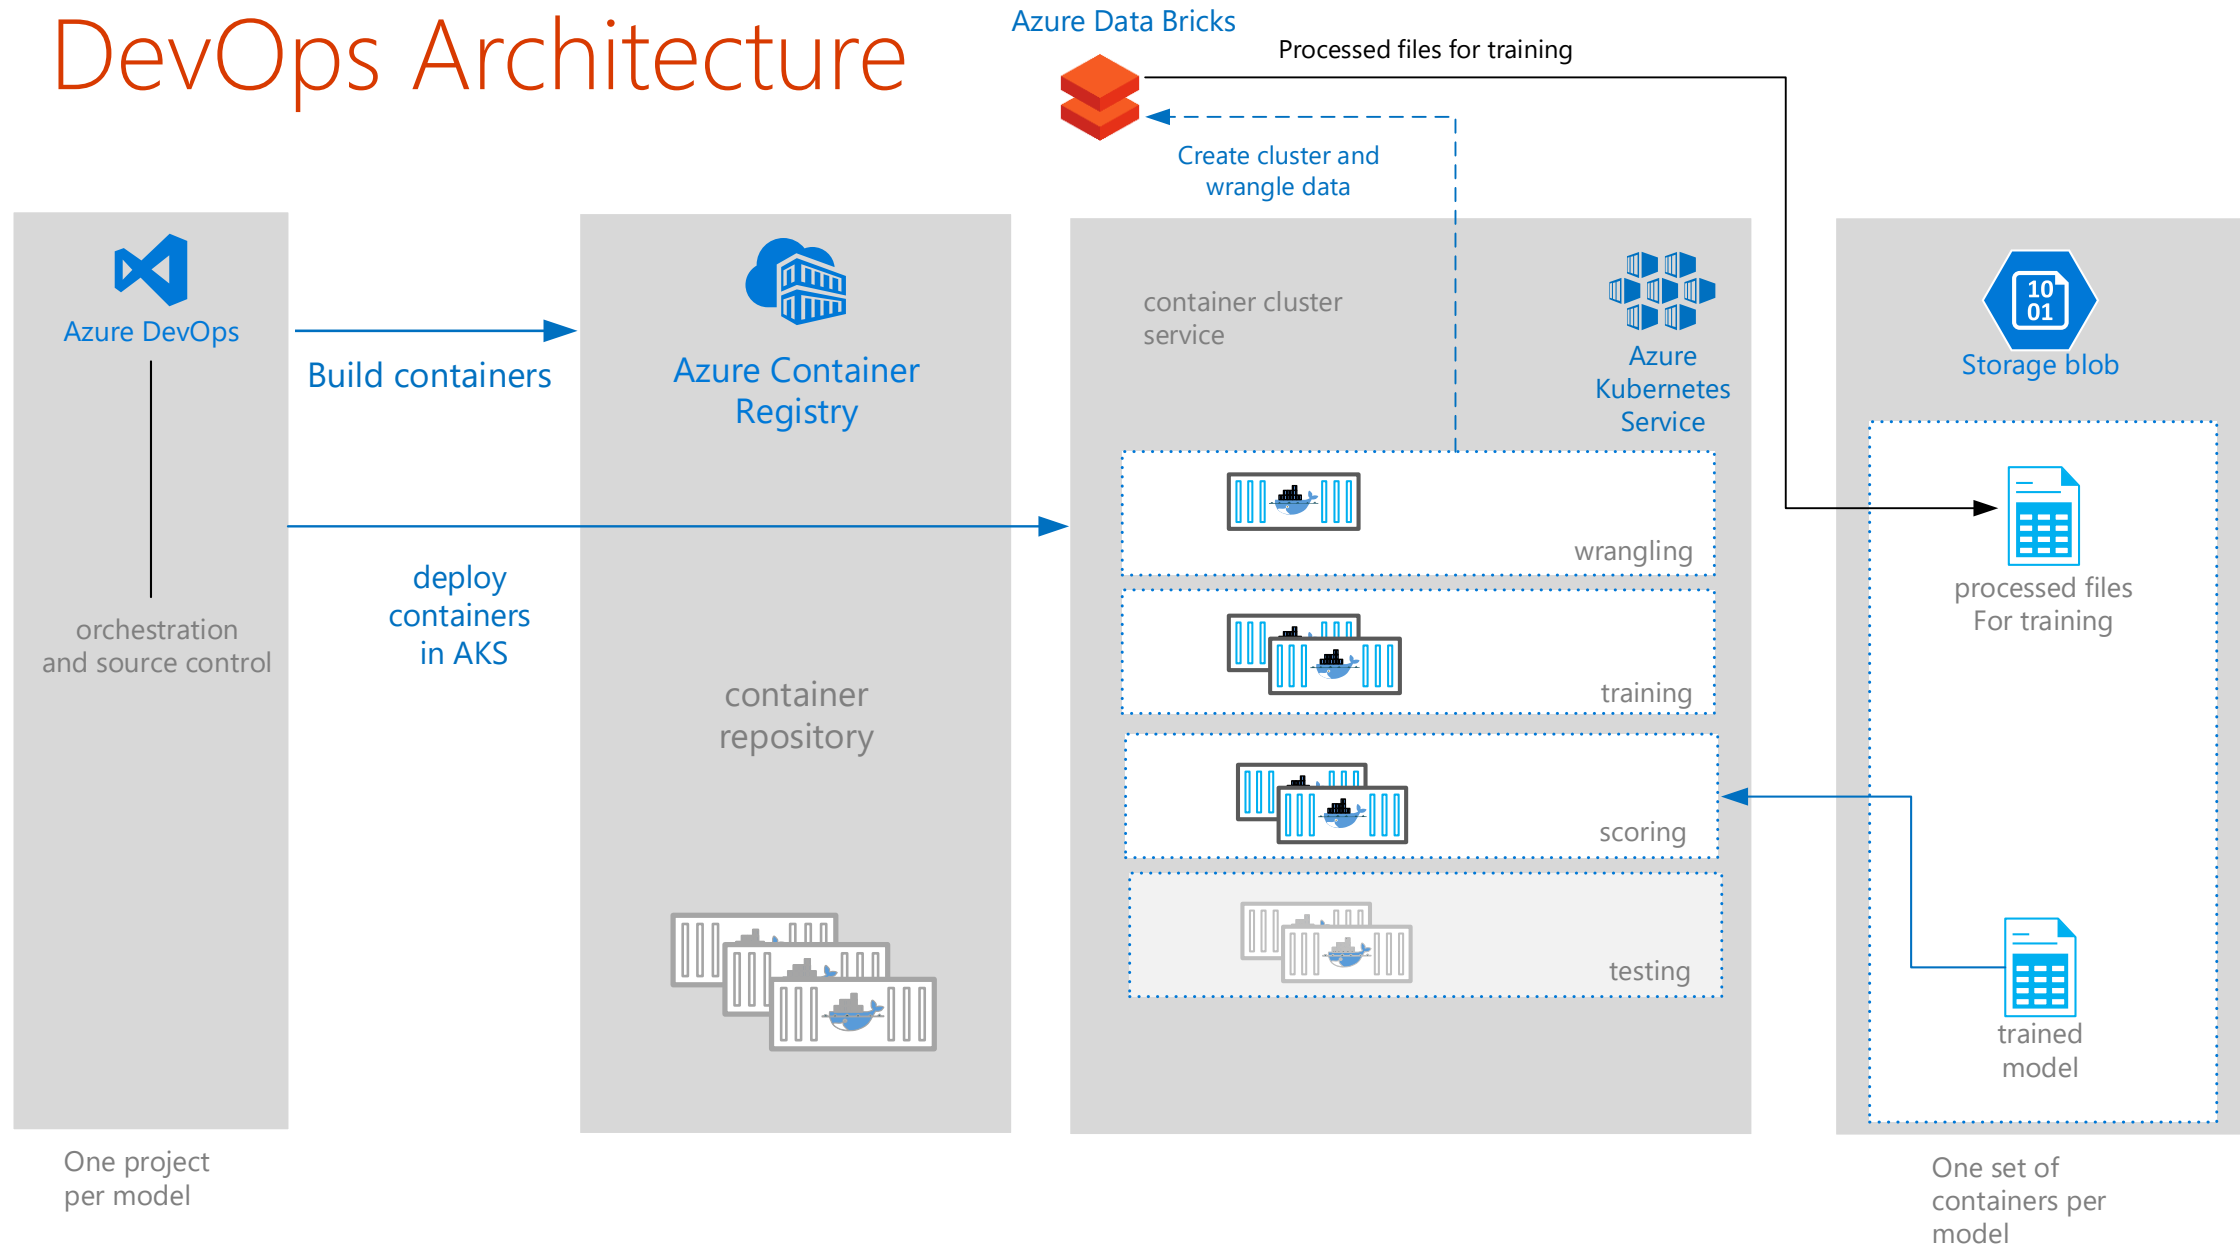 DevOps Architecture
Azure Data Bricks
Processed files for training
Create cluster and
wrangle data
Azure DevOps
orchestration
and source control
One project
per model
Build containers
deploy
containers
in AKS
Azure Container
Registry
container
repository
container cluster
service
Azure
Kubernetes
Service
wrangling
training
scoring
testing
10
01
Storage blob
processed files
For training
trained
model
One set of
containers per
model